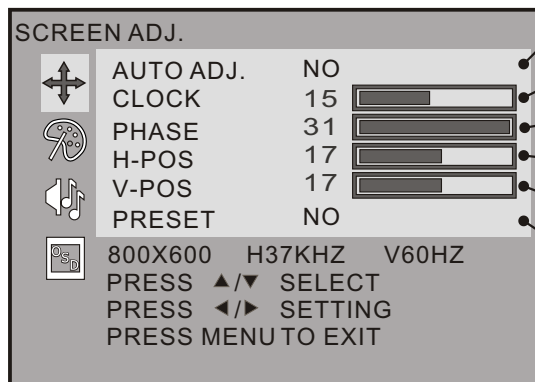 SCREEN ADJ.
AUTO ADJ. NO
CLOCK 15
PHASE 31
H-POS 17
V-POS 17
PRESET NO
OSD
800X600 H37KHZ V60HZ
PRESS ▲/▼ SELECT
PRESS ◄/► SETTING
PRESS MENU TO EXIT